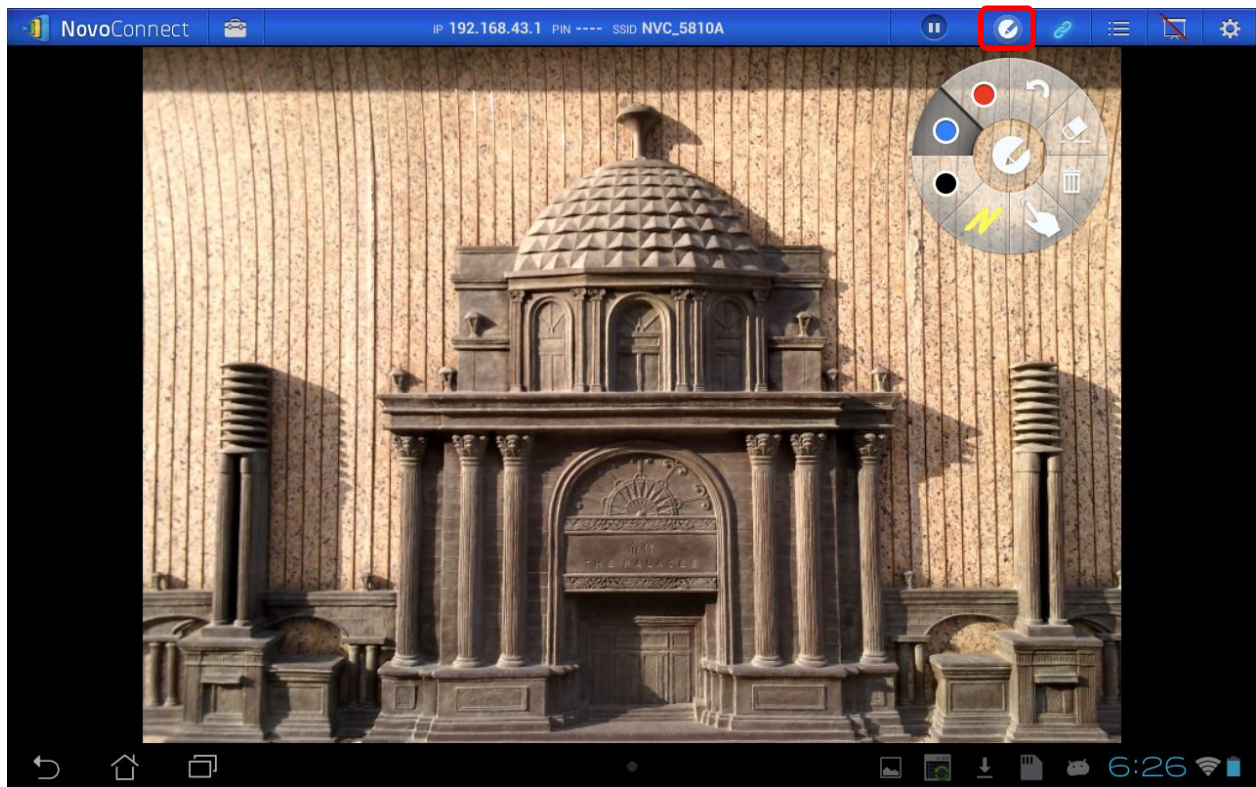 NovoConnect
IP 192.168.43.1 PIN ---- SSID NVC_5810A
THE PALACES
6:26